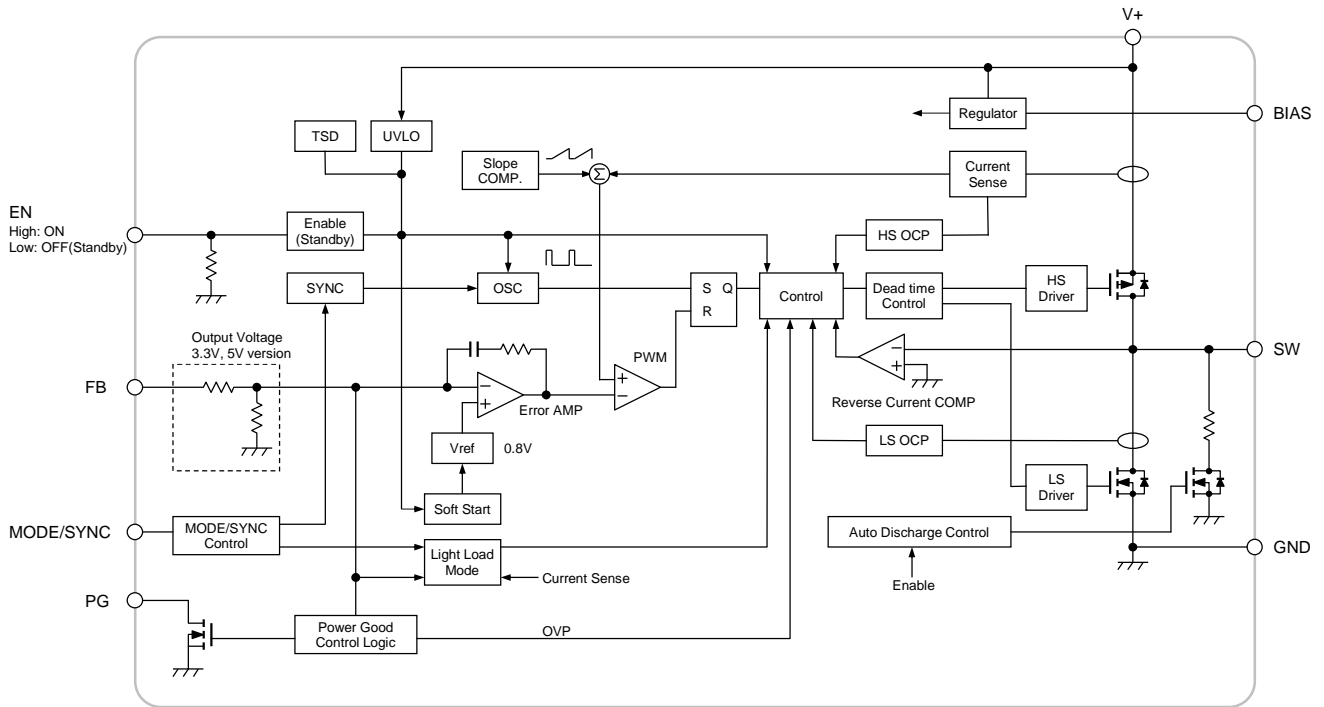 V+
BIAS
Regulator
TSD
UVLO
Slope
COMP.
Σ
Current
Sense
EN
High: ON
Low: OFF(Standby)
Enable
(Standby)
HS OCP
SYNC
OSC
S Q
R
Control
Dead time
Control
HS
Driver
Output Voltage
3.3V, 5V version
PWM
SW
FB
Error AMP
Reverse Current COMP
Vref
0.8V
LS OCP
Soft Start
LS
Driver
MODE/SYNC
MODE/SYNC
Control
Auto Discharge Control
Light Load
Mode
Current Sense
Enable
GND
PG
Power Good
Control Logic
OVP